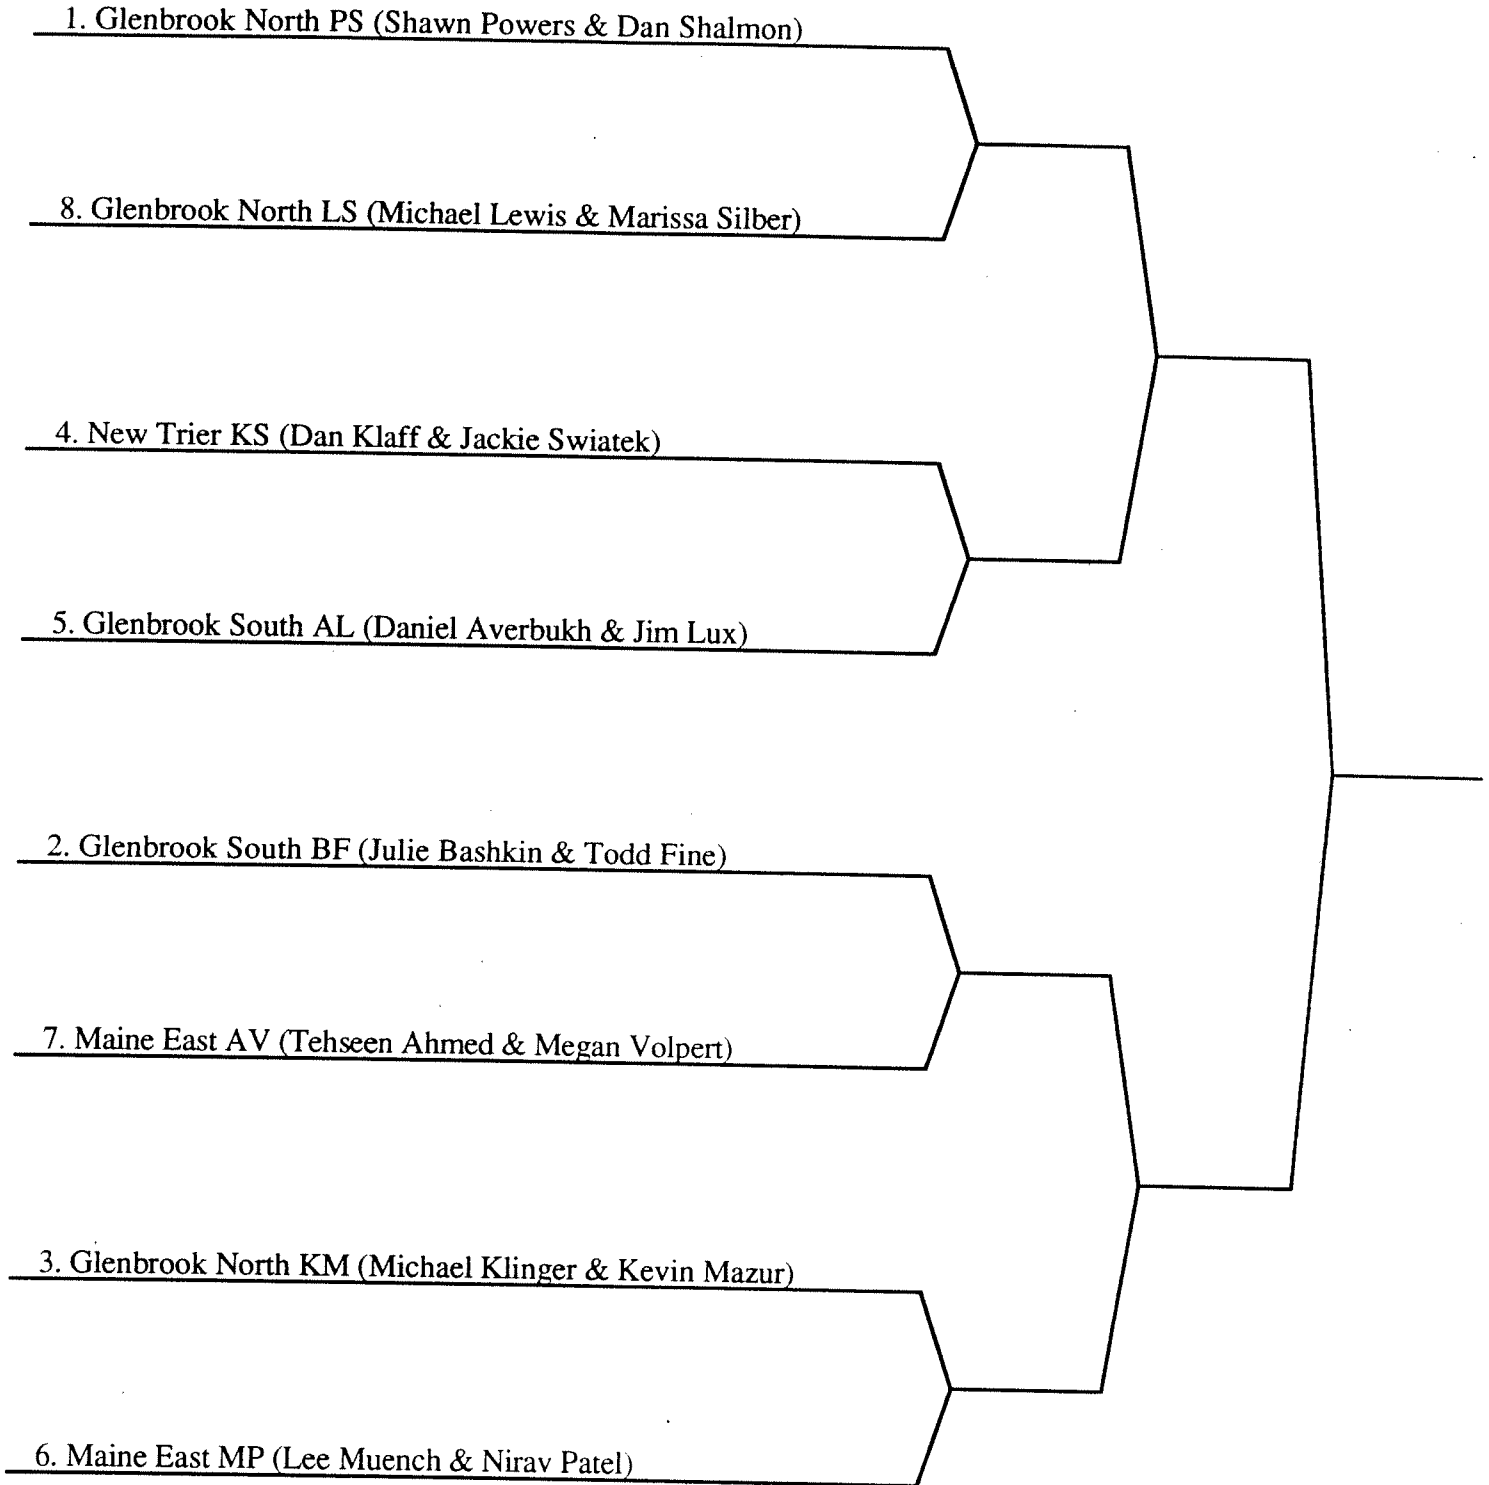 1. Glenbrook North PS (Shawn Powers & Dan Shalmon)
8. Glenbrook North LS (Michael Lewis & Marissa Silber)
4. New Trier KS (Dan Klaff & Jackie Swiatek)
5. Glenbrook South AL (Daniel Averbukh & Jim Lux)
2. Glenbrook South BF (Julie Bashkin & Todd Fine)
7. Maine East AV (Tehseen Ahmed & Megan Volpert)
3. Glenbrook North KM (Michael Klinger & Kevin Mazur)
6. Maine East MP (Lee Muench & Nirav Patel)